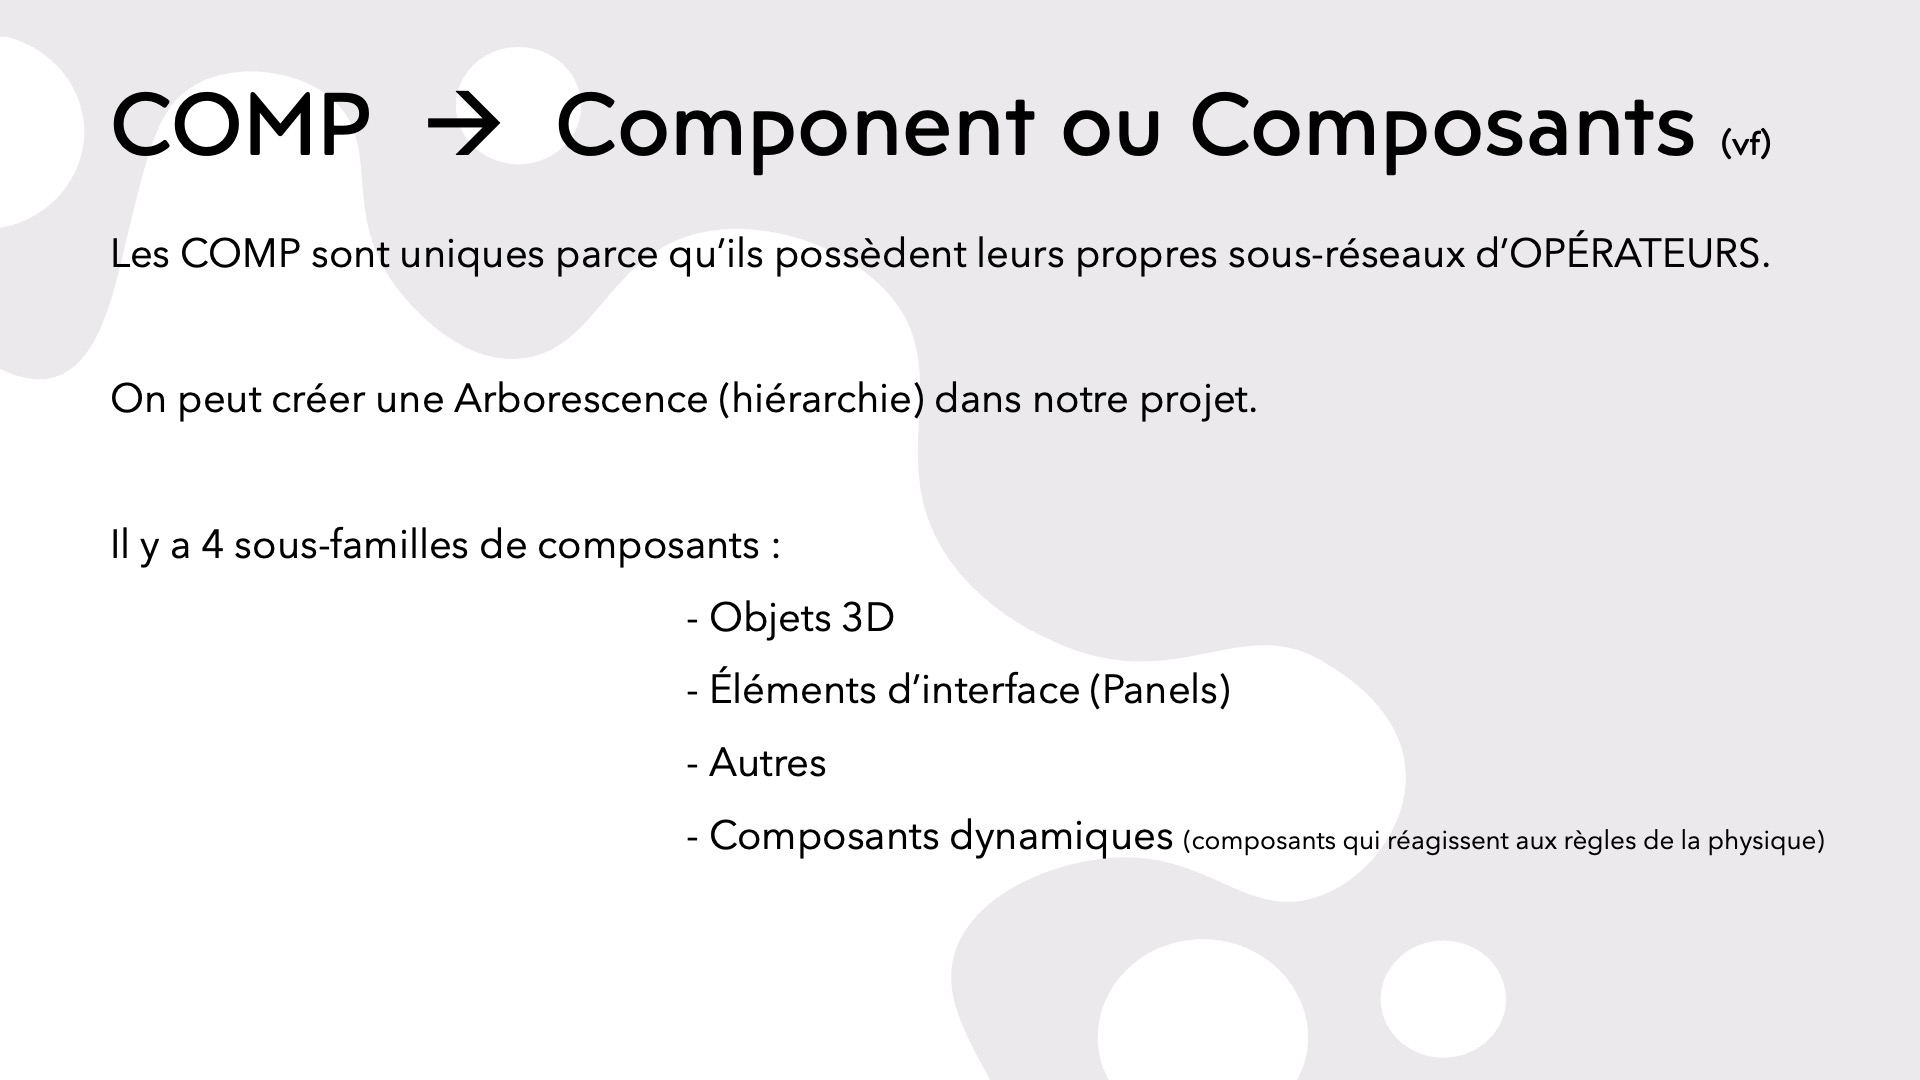 COMP → Component ou Composants (vf)
Les COMP sont uniques parce qu’ils possèdent leurs propres sous-réseaux d’OPÉRATEURS.
On peut créer une Arborescence (hiérarchie) dans notre projet.
Il y a 4 sous-familles de composants :
- Objets 3D
- Éléments d’interface (Panels)
- Autres
- Composants dynamiques (composants qui réagissent aux règles de la physique)